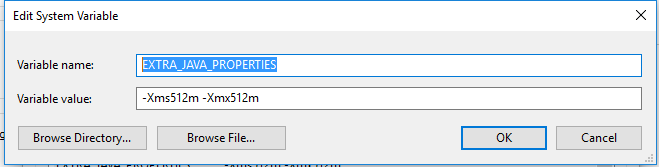 Edit System Variable
Variable name:
EXTRA_JAVA_PROPERTIES
Variable value:
-Xms512m -Xmx512m
Browse Directory...
Browse File...
OK
Cancel